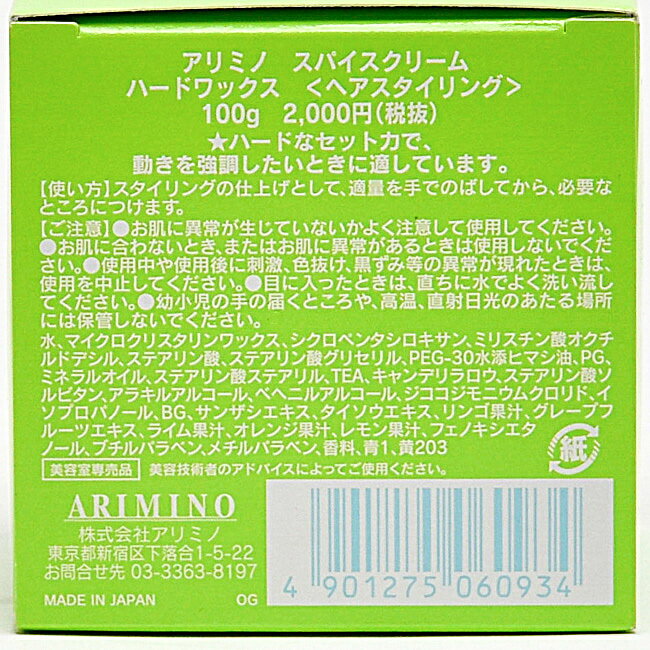 アリミノ スパイスクリーム
ハードワックス <ヘアスタイリング>
100g 2,000円(税抜)
★ハードなセット力で、
動きを強調したいときに適しています。
【使い方】スタイリングの仕上げとして、適量を手でのばしてから、必要な
ところにつけます。
【ご注意】●お肌に異常が生じていないかよく注意して使用してください。
●お肌に合わないとき、またはお肌に異常があるときは使用しないでくだ
さい。●使用中や使用後に刺激、色抜け、黒ずみ等の異常が現れたときは、
使用を中止してください。●目に入ったときは、直ちに水でよく洗い流し
てください。●幼小児の手の届くところや、高温、直射日光のあたる場所
には保管しないでください。
水、マイクロクリスタリンワックス、シクロペンタシロキサン、ミリスチン酸オクチ
ルドデシル、ステアリン酸、ステアリン酸グリセリル、PEG-30水添ヒマシ油、PG、
ミネラルオイル、ステアリン酸ステアリル、TEA、キャンデリラロウ、ステアリン酸ソ
ルビタン、アラキルアルコール、ベヘニルアルコール、ジココジモニウムクロリド、イ
ソプロパノール、BG、サンザシエキス、タイソウエキス、リンゴ果汁、グレープフ
ルーツエキス、ライム果汁、オレンジ果汁、レモン果汁、フェノキシエタ
ノール、ブチルパラベン、メチルパラベン、香料、青1、黄203
紙
美容室専売品 美容技術者のアドバイスによってご使用ください。
ARIMINO
株式会社アリミノ
東京都新宿区下落合1-5-22
お問合せ先 03-3363-8197
MADE IN JAPAN OG
4 901275 060934